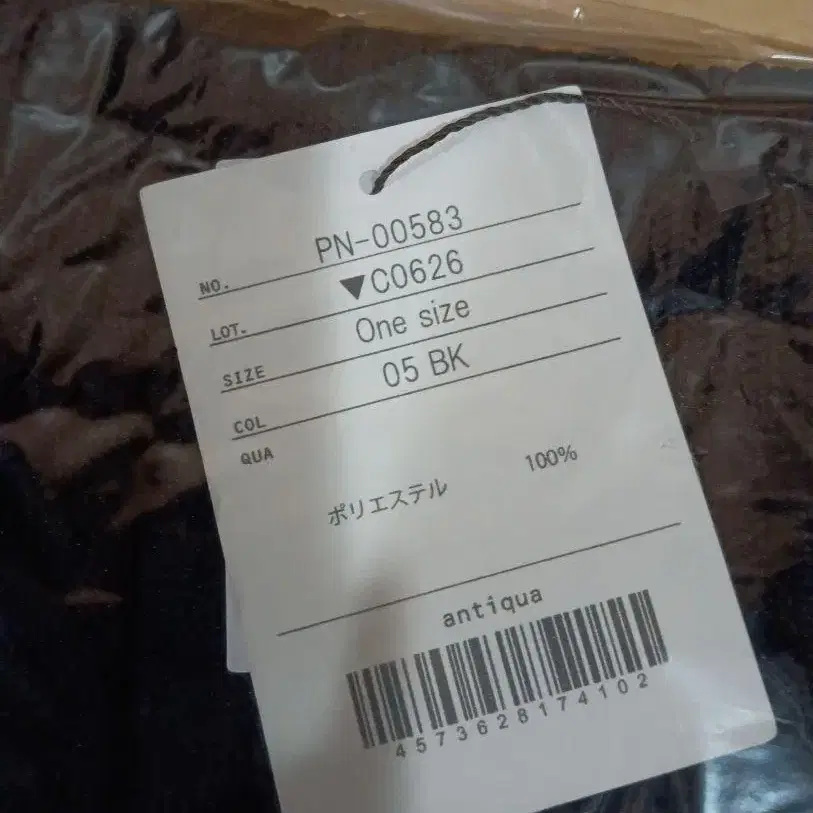 NO. PN-00583
LOT. ▼C0626
SIZE One size
COL 05 BK
QUA
ポリエステル 100%
antiqua
4573628174102